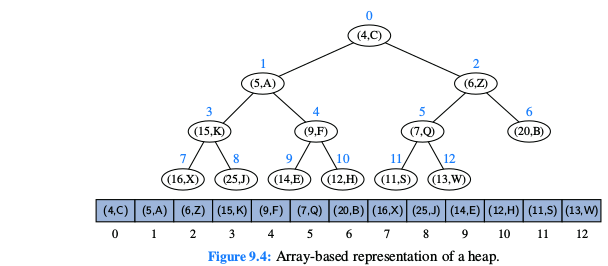 0
(4,C)
1 2
(5,A) (6,Z)
3 4 5 6
(15,K) (9,F) (7,Q) (20,B)
7 8 9 10 11 12
(16,X) (25,J) (14,E) (12,H) (11,S) (13,W)
(4,C) (5,A) (6,Z) (15,K) (9,F) (7,Q) (20,B) (16,X) (25,J) (14,E) (12,H) (11,S) (13,W)
0 1 2 3 4 5 6 7 8 9 10 11 12
Figure 9.4: Array-based representation of a heap.